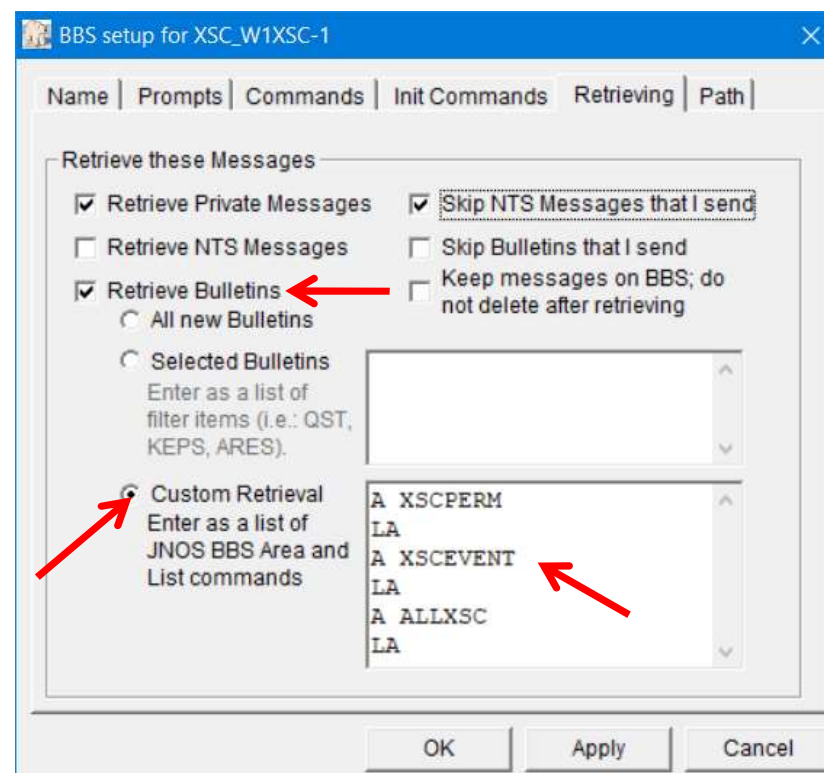 BBS setup for XSC_W1XSC-1
Name Prompts Commands Init Commands Retrieving Path
Retrieve these Messages
Retrieve Private Messages Skip NTS Messages that I send
Retrieve NTS Messages Skip Bulletins that I send
Retrieve Bulletins Keep messages on BBS; do
not delete after retrieving
All new Bulletins
Selected Bulletins
Enter as a list of
filter items (i.e.: QST,
KEPS, ARES).
Custom Retrieval
Enter as a list of
JNOS BBS Area and
List commands
A XSCPERM
LA
A XSCEVENT
LA
A ALLXSC
LA
OK Apply Cancel